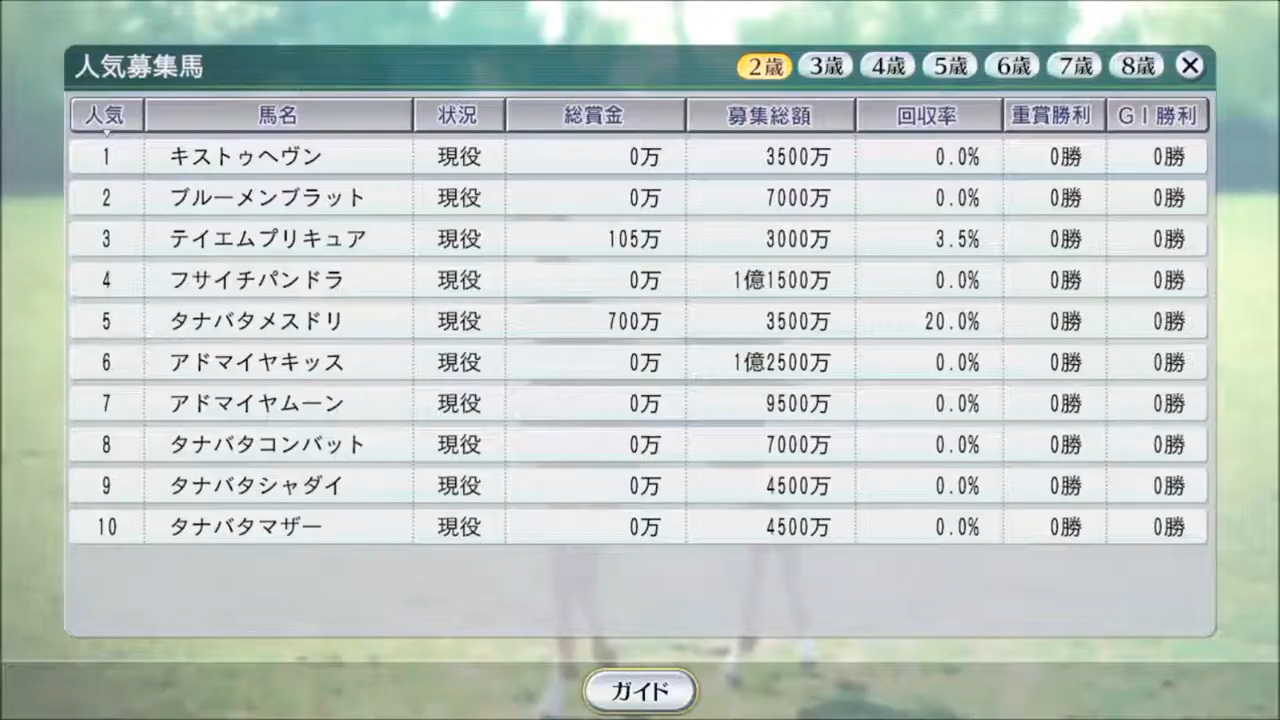 人気募集馬 2歳 3歳 4歳 5歳 6歳 7歳 8歳 ×
人気 馬名 状況 総賞金 募集総額 回収率 重賞勝利 GⅠ勝利
1 キストゥヘヴン 現役 0万 3500万 0.0% 0勝 0勝
2 ブルーメンブラット 現役 0万 7000万 0.0% 0勝 0勝
3 テイエムプリキュア 現役 105万 3000万 3.5% 0勝 0勝
4 フサイチパンドラ 現役 0万 1億1500万 0.0% 0勝 0勝
5 タナバタメスドリ 現役 700万 3500万 20.0% 0勝 0勝
6 アドマイヤキッス 現役 0万 1億2500万 0.0% 0勝 0勝
7 アドマイヤムーン 現役 0万 9500万 0.0% 0勝 0勝
8 タナバタコンバット 現役 0万 7000万 0.0% 0勝 0勝
9 タナバタシャダイ 現役 0万 4500万 0.0% 0勝 0勝
10 タナバタマザー 現役 0万 4500万 0.0% 0勝 0勝
ガイド